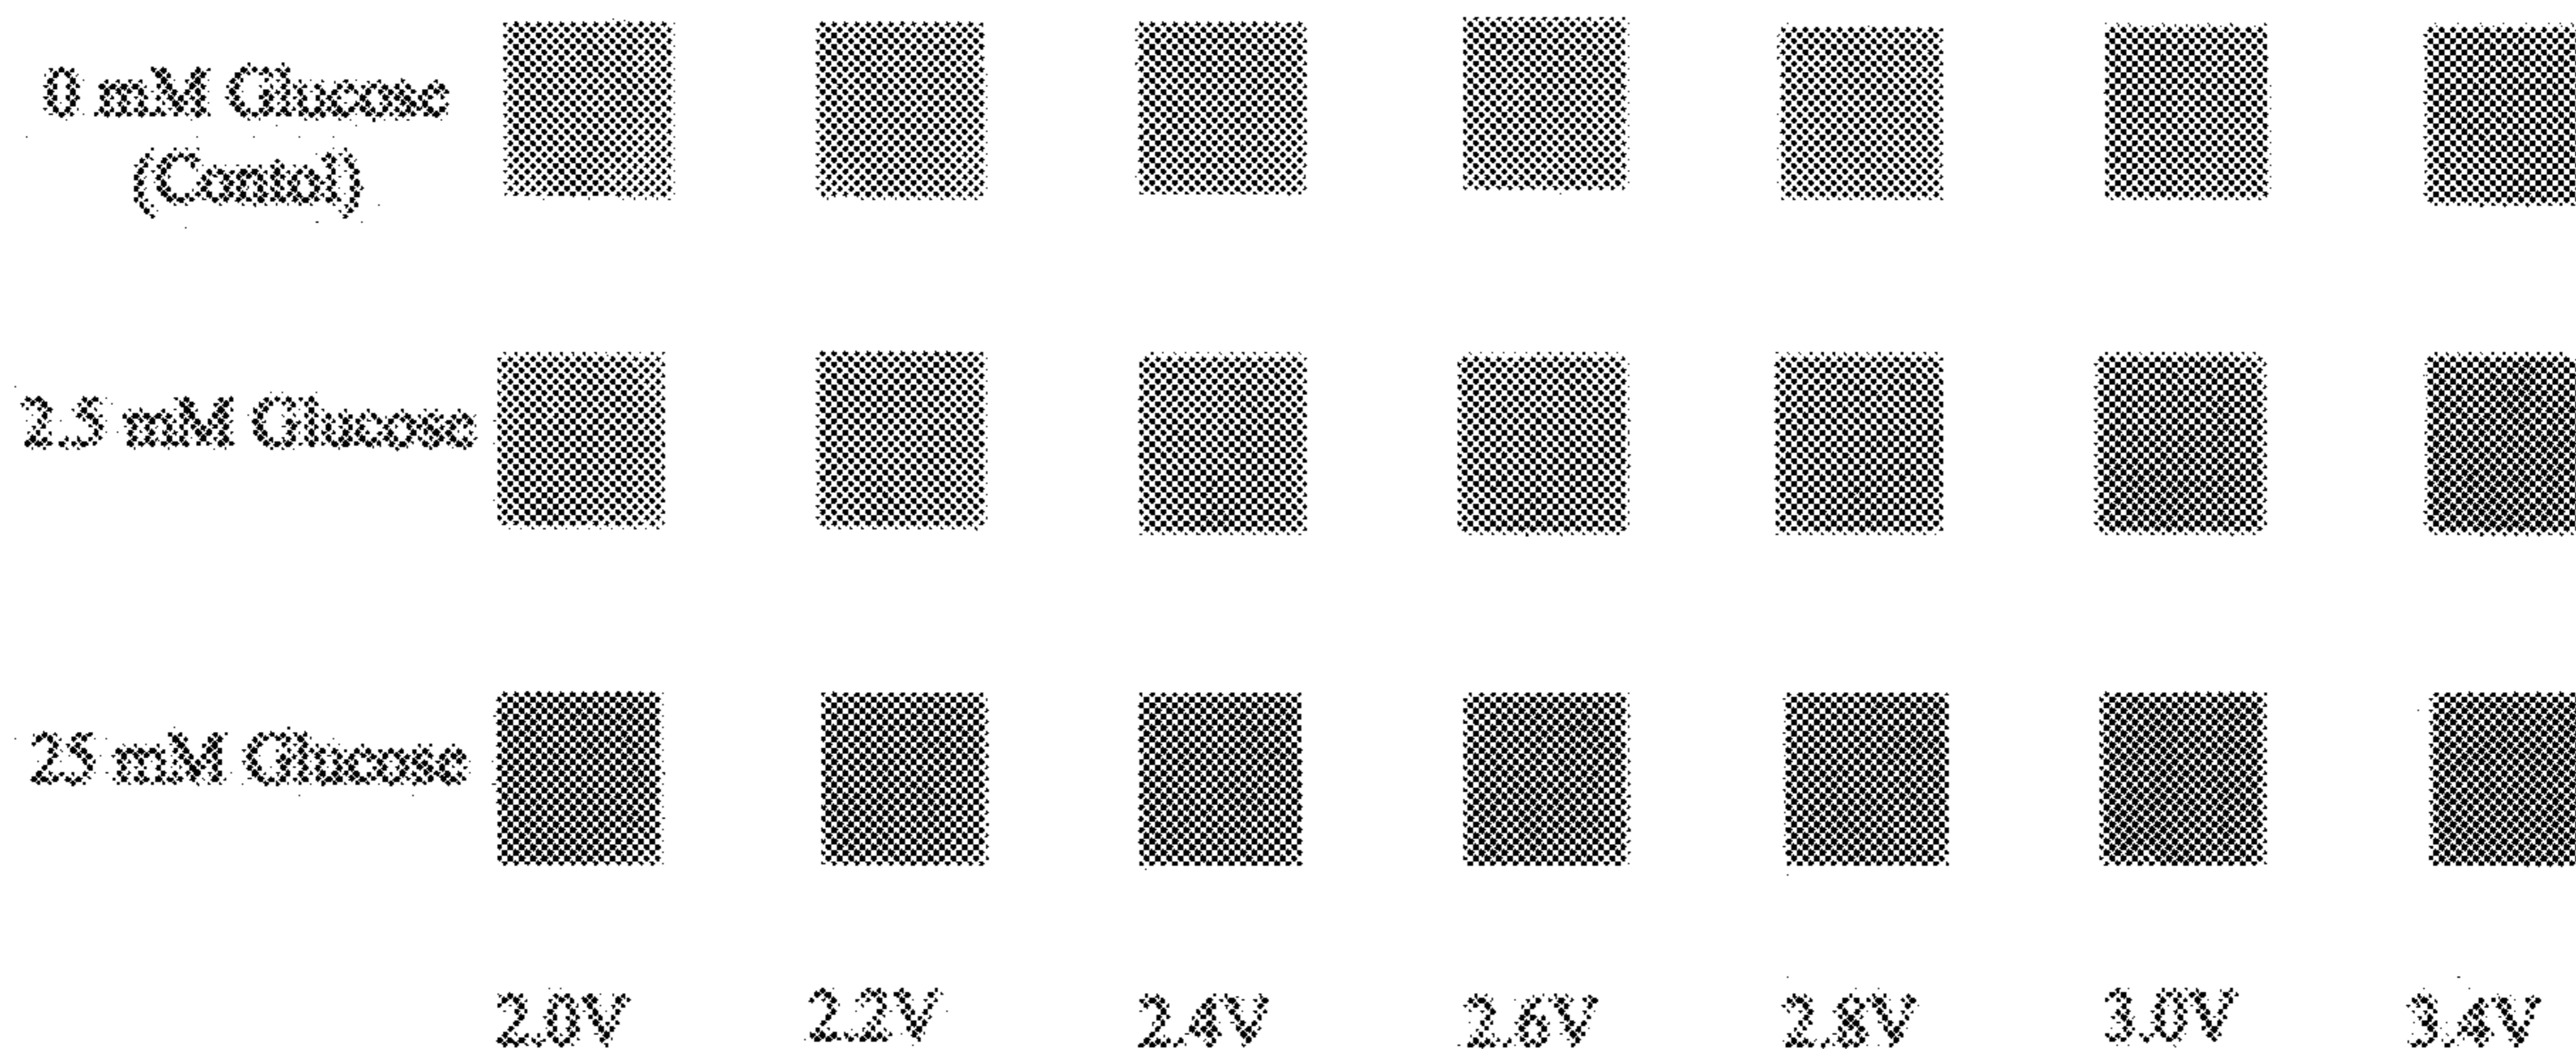 0 mM Glucose
(Contol)
2.5 mM Glucose
25 mM Glucose
2.0V 2.2V 2.4V 2.6V 2.8V 3.0V 3.4V